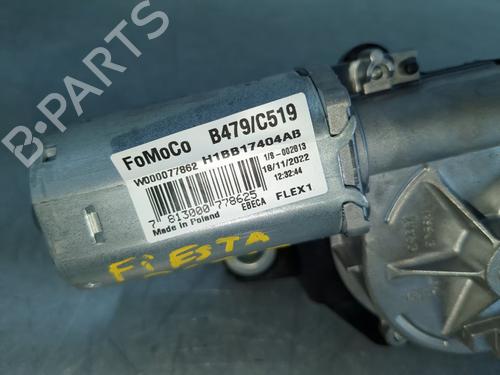 B-PARTS
FoMoCo B479/C519
W000077862 H1BB17404AB
1/8-002813
18/11/2022
12:32:44
7 813000 778625
Made in Poland EBECA FLEX1
FiESTA